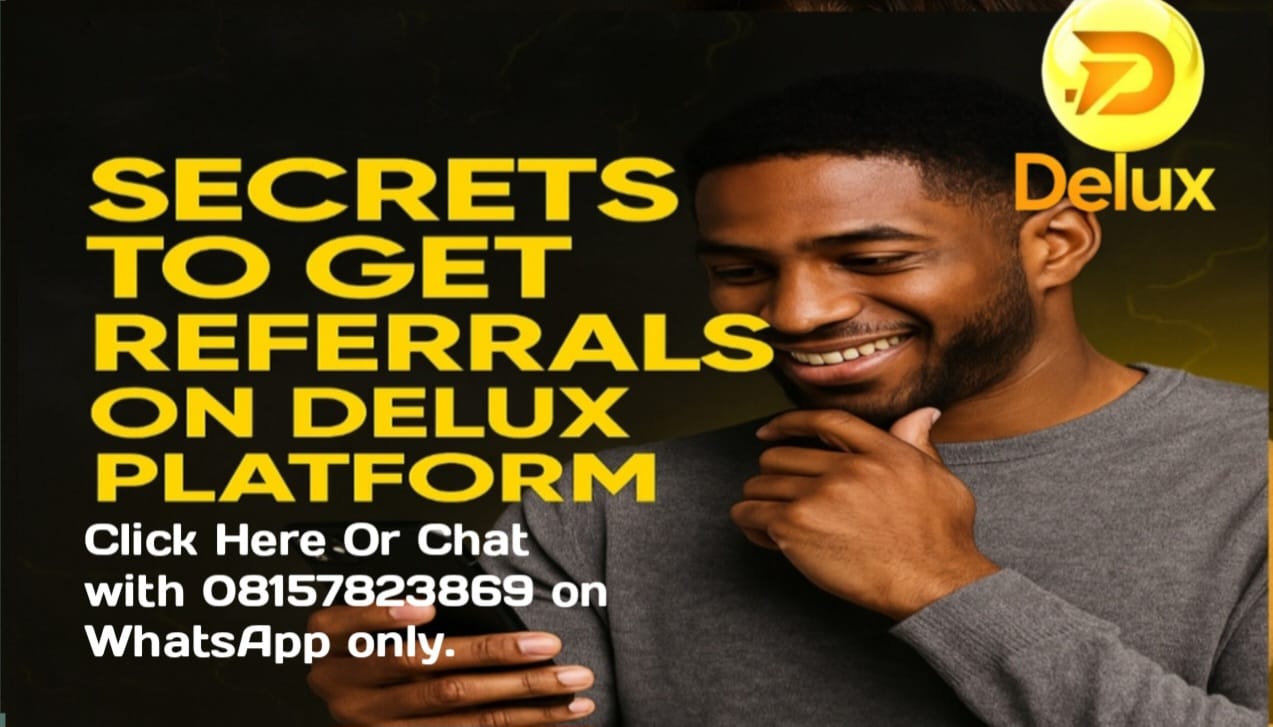 Delux
SECRETS
TO GET
REFERRALS
ON DELUX
PLATFORM
Click Here Or Chat
with 08157823869 on
WhatsApp only.